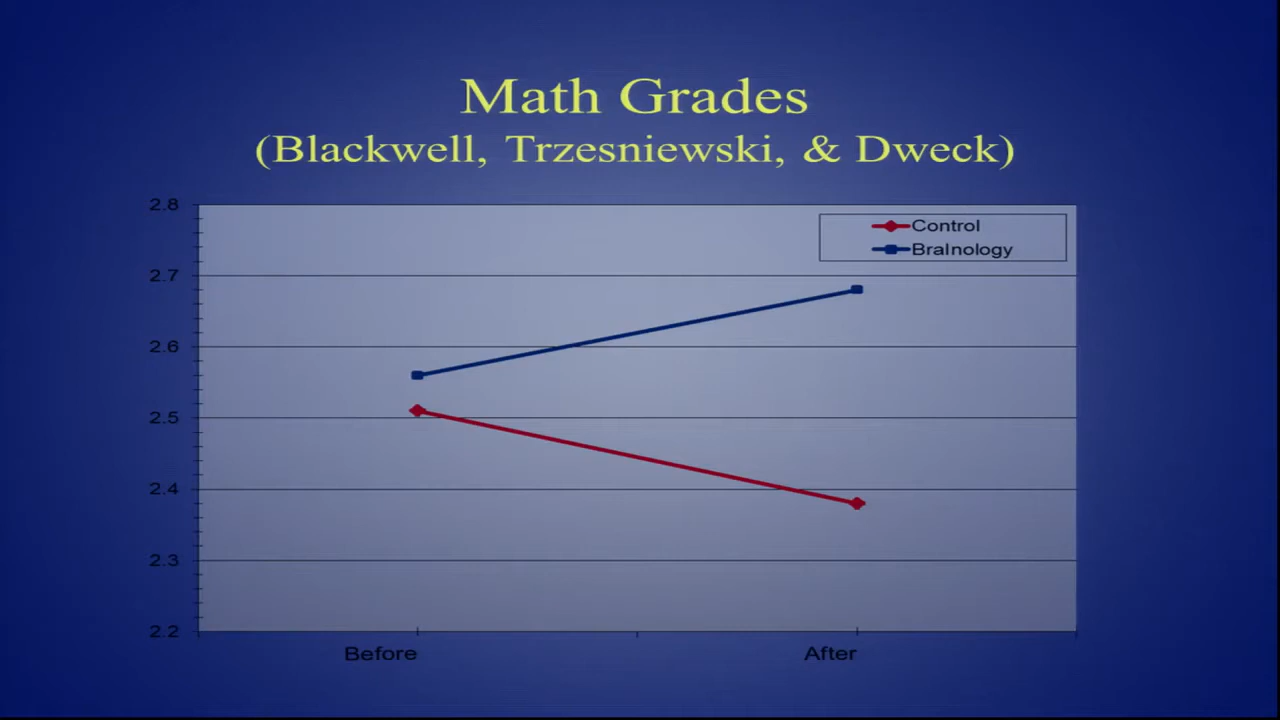 Math Grades
(Blackwell, Trzesniewski, & Dweck)
2.8
Control
BraInology
2.7
2.6
2.5
2.4
2.3
2.2
Before After